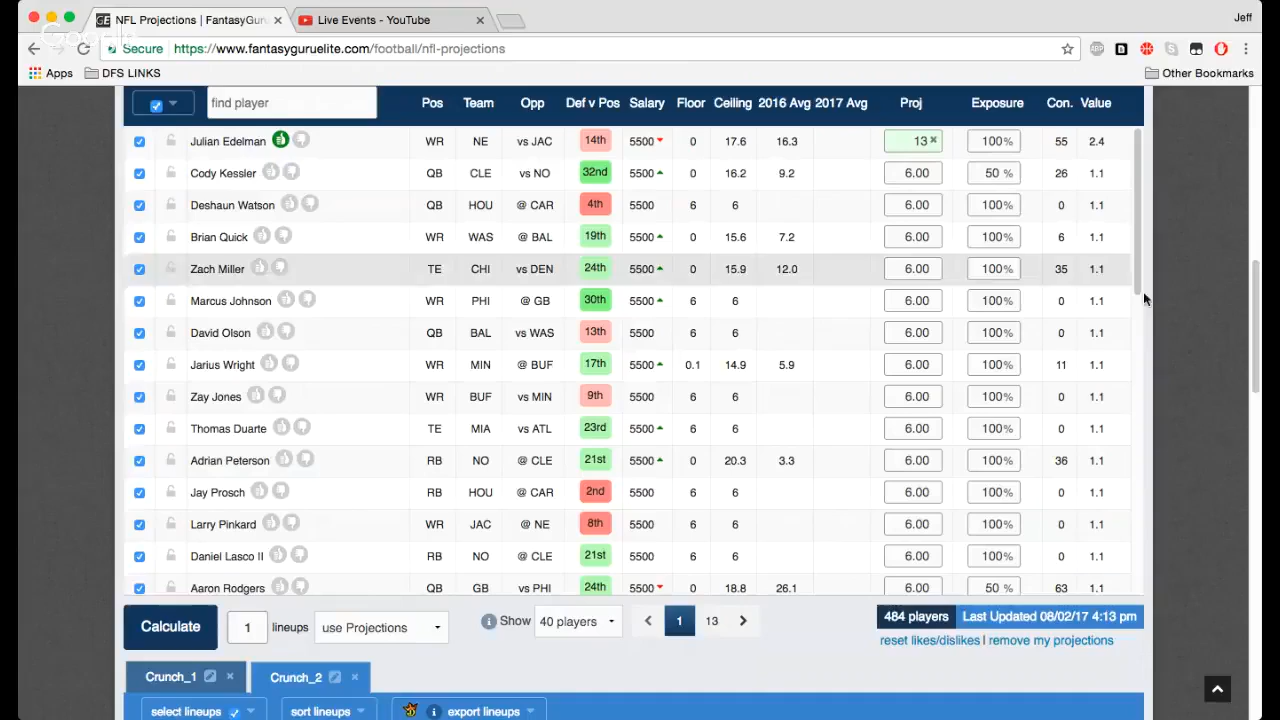 NFL Projections | FantasyGuru
Live Events - YouTube
Jeff
Secure
https://www.fantasyguruelite.com/football/nfl-projections
Apps DFS LINKS Other Bookmarks
find player Pos Team Opp Def v Pos Salary Floor Ceiling 2016 Avg 2017 Avg Proj Exposure Con. Value
Julian Edelman WR NE vs JAC 14th 5500 0 17.6 16.3 13 100% 55 2.4
Cody Kessler QB CLE vs NO 32nd 5500 0 16.2 9.2 6.00 50 % 26 1.1
Deshaun Watson QB HOU @ CAR 4th 5500 6 6 6.00 100% 0 1.1
Brian Quick WR WAS @ BAL 19th 5500 0 15.6 7.2 6.00 100% 6 1.1
Zach Miller TE CHI vs DEN 24th 5500 0 15.9 12.0 6.00 100% 35 1.1
Marcus Johnson WR PHI @ GB 30th 5500 6 6 6.00 100% 0 1.1
David Olson QB BAL vs WAS 13th 5500 6 6 6.00 100% 0 1.1
Jarius Wright WR MIN @ BUF 17th 5500 0.1 14.9 5.9 6.00 100% 11 1.1
Zay Jones WR BUF vs MIN 9th 5500 6 6 6.00 100% 0 1.1
Thomas Duarte TE MIA vs ATL 23rd 5500 6 6 6.00 100% 0 1.1
Adrian Peterson RB NO @ CLE 21st 5500 0 20.3 3.3 6.00 100% 36 1.1
Jay Prosch RB HOU @ CAR 2nd 5500 6 6 6.00 100% 0 1.1
Larry Pinkard WR JAC @ NE 8th 5500 6 6 6.00 100% 0 1.1
Daniel Lasco II RB NO @ CLE 21st 5500 6 6 6.00 100% 0 1.1
Aaron Rodgers QB GB vs PHI 24th 5500 0 18.8 26.1 6.00 50 % 63 1.1
Calculate 1 lineups use Projections Show 40 players 1 13 484 players Last Updated 08/02/17 4:13 pm
reset likes/dislikes | remove my projections
Crunch_1 Crunch_2
select lineups sort lineups export lineups